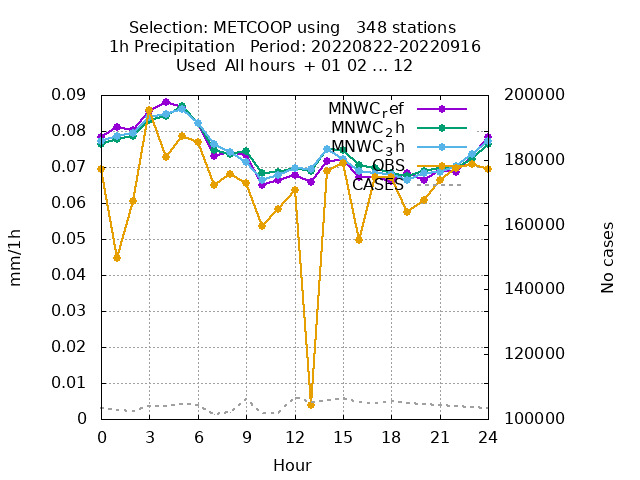 Selection: METCOOP using   348 stations
1h Precipitation   Period: 20220822-20220916
Used  All hours  + 01 02 ... 12
0.09
0.08
0.07
0.06
0.05
0.04
0.03
0.02
0.01
0
mm/1h
MNWC_ref
MNWC_2h
MNWC_3h
OBS
CASES
200000
180000
160000
140000
120000
100000
No cases
0 3 6 9 12 15 18 21 24
Hour